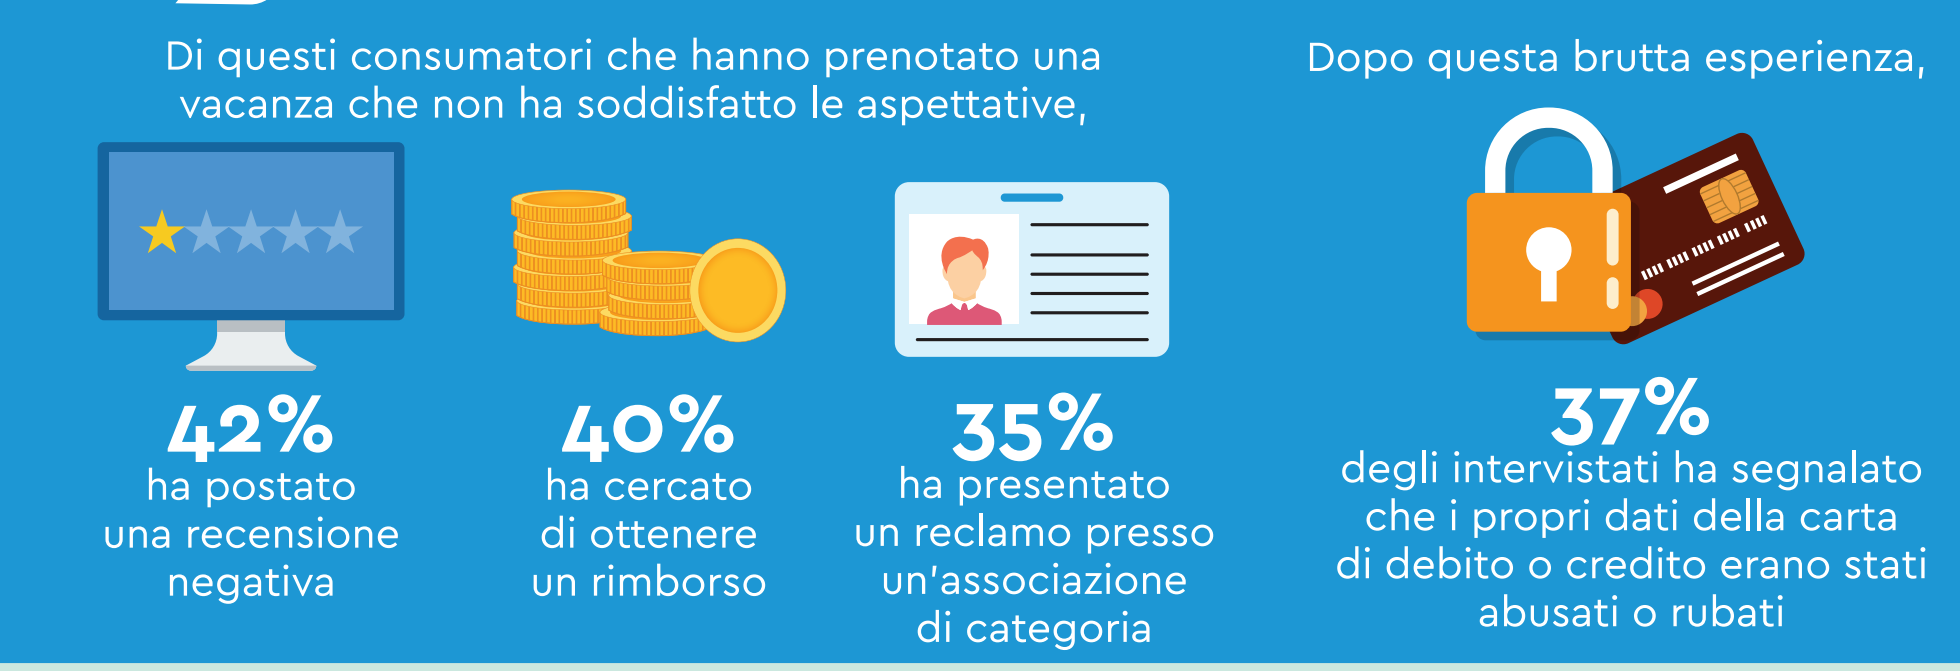 Di questi consumatori che hanno prenotato una
vacanza che non ha soddisfatto le aspettative,
42%
ha postato
una recensione
negativa
40%
ha cercato
di ottenere
un rimborso
35%
ha presentato
un reclamo presso
un'associazione
di categoria
Dopo questa brutta esperienza,
37%
degli intervistati ha segnalato
che i propri dati della carta
di debito o credito erano stati
abusati o rubati